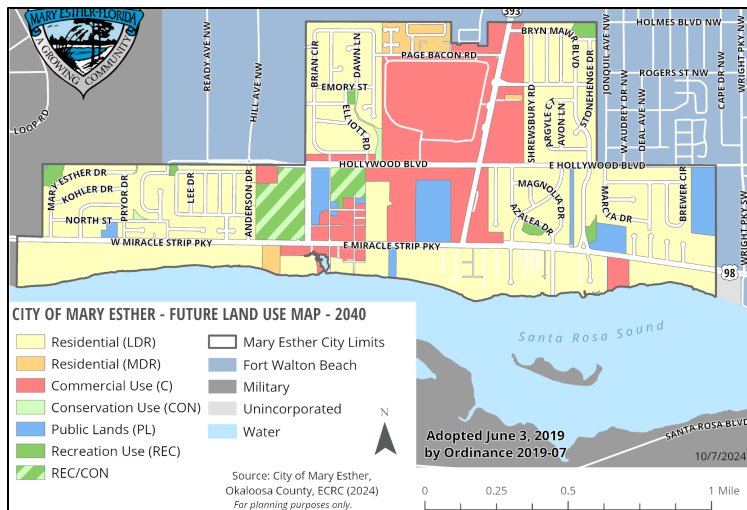 MARY ESTHER-FLORIDA
A GROWING COMMUNITY
393
HOLMES BLVD NW
BRYN MAWR BLVD
READY AVE NW
HILL AVE NW
BRIAN CIR
DAWN LN
PAGE BACON RD
STONEHENGE DR
JONQUIL AVE NW
ROGERS ST NW
W AUDREY DR NW
DEAL AVE NW
CAPE DR NW
WRIGHT PKY NW
EMORY ST
ELLIOTT RD
SHREWSBURY RD
ARGYLE CT
AVON LN
LOOP RD
HOLLYWOOD BLVD
E HOLLYWOOD BLVD
MARY ESTHER DR
KOHLER DR
PRYOR DR
LEE DR
ANDERSON DR
NORTH ST
MAGNOLIA DR
AZALEA DR
MARCIA DR
BREWER CIR
WRIGHT PKY SW
W MIRACLE STRIP PKY
E MIRACLE STRIP PKY
98
CITY OF MARY ESTHER - FUTURE LAND USE MAP - 2040
Residential (LDR)
Residential (MDR)
Commercial Use (C)
Conservation Use (CON)
Public Lands (PL)
Recreation Use (REC)
REC/CON
Mary Esther City Limits
Fort Walton Beach
Military
Unincorporated
Water
N
Source: City of Mary Esther,
Okaloosa County, ECRC (2024)
For planning purposes only.
Santa Rosa Sound
SANTA ROSA BLVD
Adopted June 3, 2019
by Ordinance 2019-07
10/7/2024
0 0.25 0.5 1 Mile